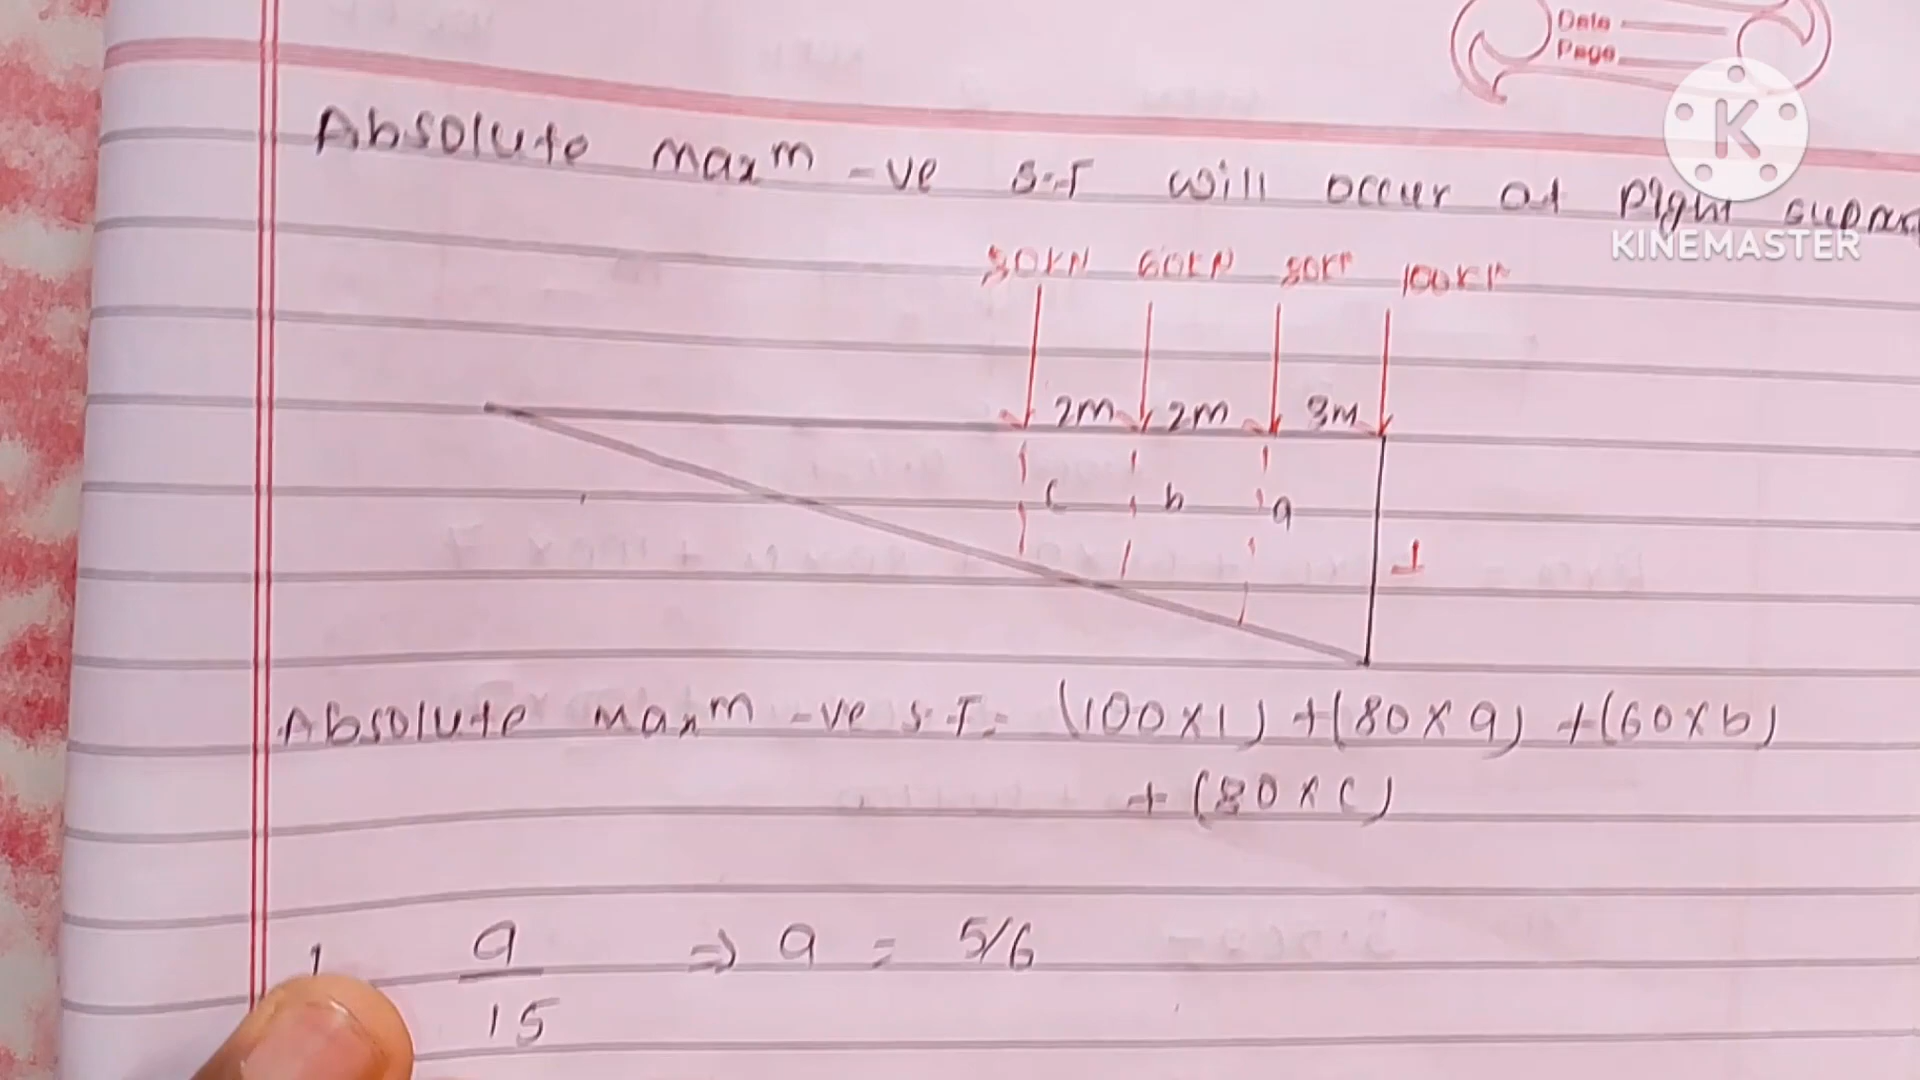 Date
Page
K
KINEMASTER
Absolute maxm -ve S.F will occur at Right
60KN 80KN 100KN
2m 2m 3m
c b a
1
Absolute maxm -ve S.F = (100×1) + (80×a) + (60×b)
+ (80×c)
1 a/15 => a = 5/6